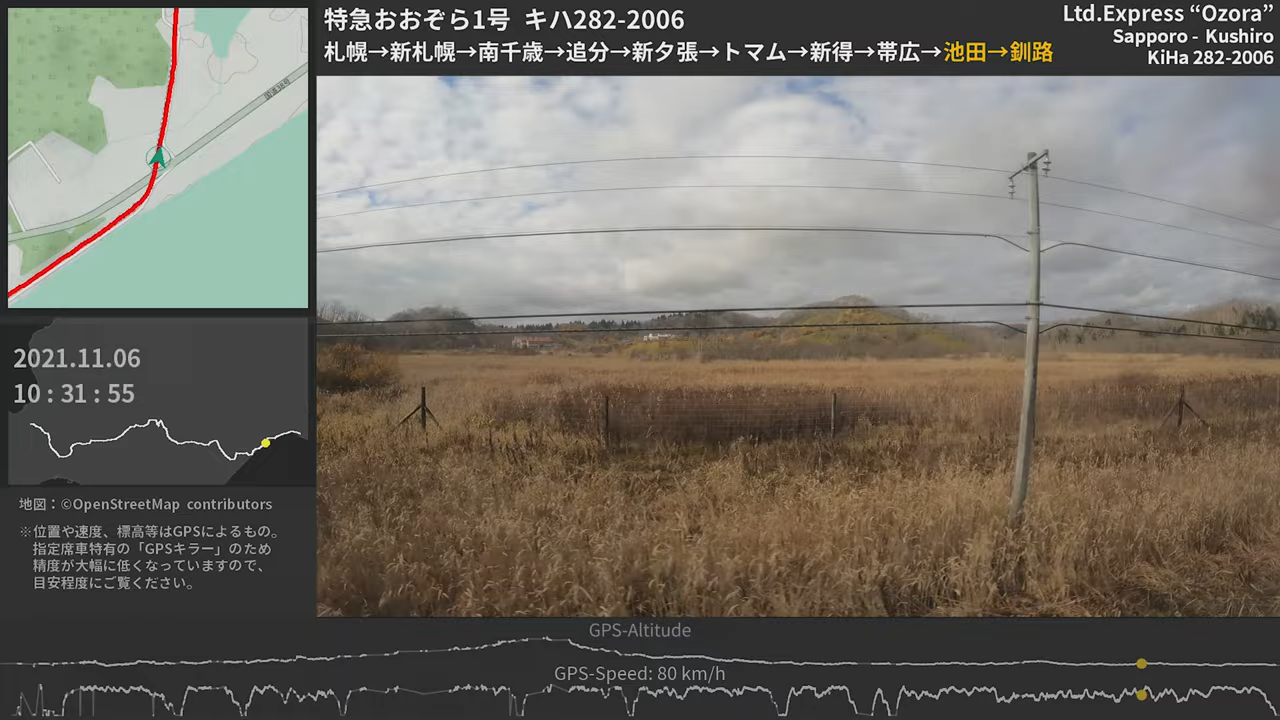 特急おおぞら1号 キハ282-2006
札幌→新札幌→南千歳→追分→新夕張→トマム→新得→帯広→池田→釧路
Ltd.Express “Ozora”
Sapporo - Kushiro
KiHa 282-2006
国道38号
2021.11.06
10 : 31 : 55
地図：©OpenStreetMap contributors
※位置や速度、標高等はGPSによるもの。
指定席車特有の「GPSキラー」のため
精度が大幅に低くなっていますので、
目安程度にご覧ください。
GPS-Altitude
GPS-Speed: 80 km/h